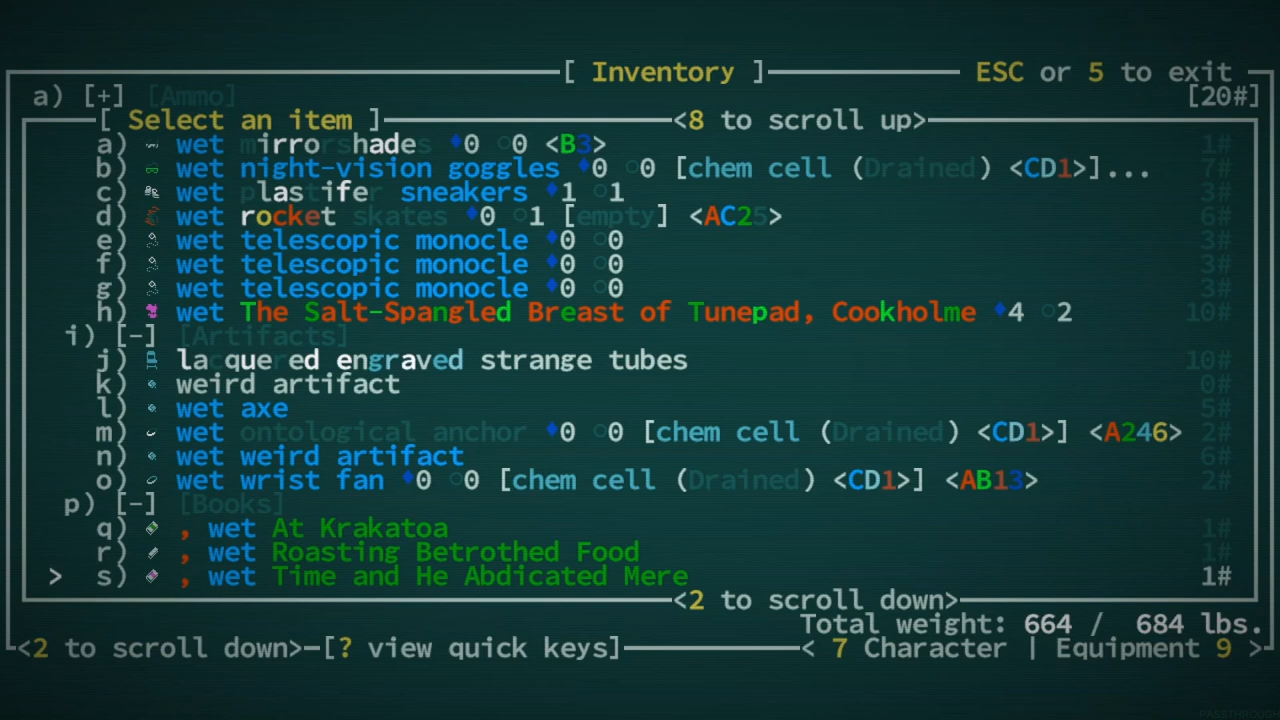 [ Inventory ] ESC or 5 to exit
a) [+] [Ammo] [20#]
[ Select an item ] <8 to scroll up>
a) wet mirrorshades ♦0 ○0 <B3> 1#
b) wet night-vision goggles ♦0 ○0 [chem cell (Drained) <CD1>]... 7#
c) wet plastifer sneakers ♦1 ○1 3#
d) wet rocket skates ♦0 ○1 [empty] <AC25> 6#
e) wet telescopic monocle ♦0 ○0 3#
f) wet telescopic monocle ♦0 ○0 3#
g) wet telescopic monocle ♦0 ○0 3#
h) wet The Salt-Spangled Breast of Tunepad, Cookholme ♦4 ○2 10#
i) [-] [Artifacts]
j) lacquered engraved strange tubes 10#
k) weird artifact 0#
l) wet axe 5#
m) wet ontological anchor ♦0 ○0 [chem cell (Drained) <CD1>] <A246> 2#
n) wet weird artifact 6#
o) wet wrist fan ♦0 ○0 [chem cell (Drained) <CD1>] <AB13> 2#
p) [-] [Books]
q) , wet At Krakatoa 1#
r) , wet Roasting Betrothed Food 1#
> s) , wet Time and He Abdicated Mere 1#
<2 to scroll down>
Total weight: 664 / 684 lbs.
<2 to scroll down> [? view quick keys] < 7 Character | Equipment 9 >